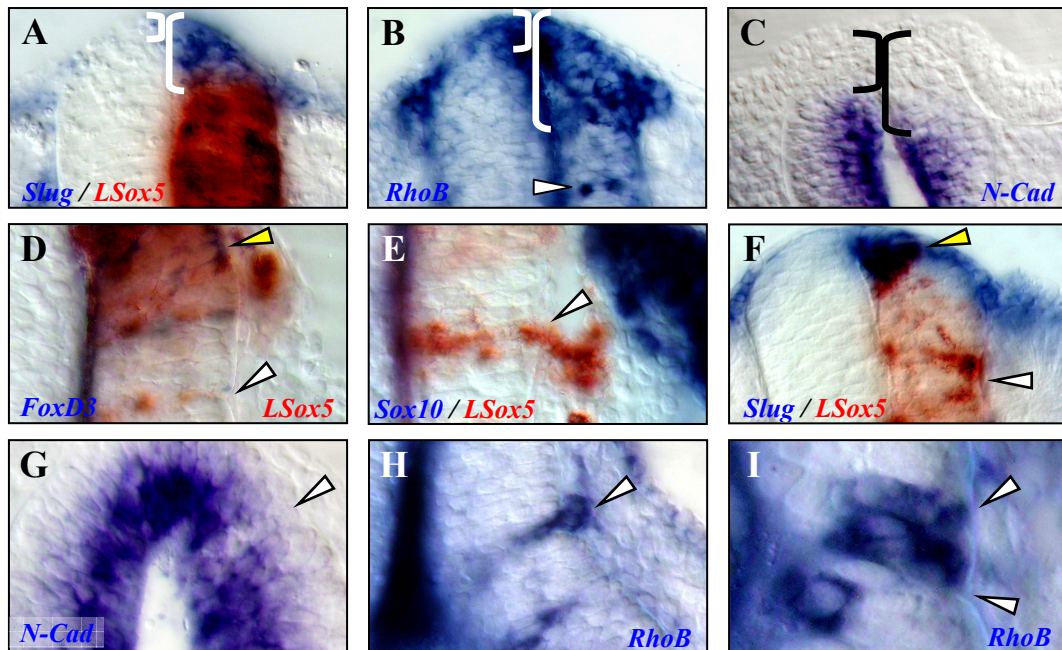 A
Slug / LSox5
B
RhoB
C
N-Cad
D
FoxD3
LSox5
E
Sox10 / LSox5
F
Slug / LSox5
G
N-Cad
H
RhoB
I
RhoB